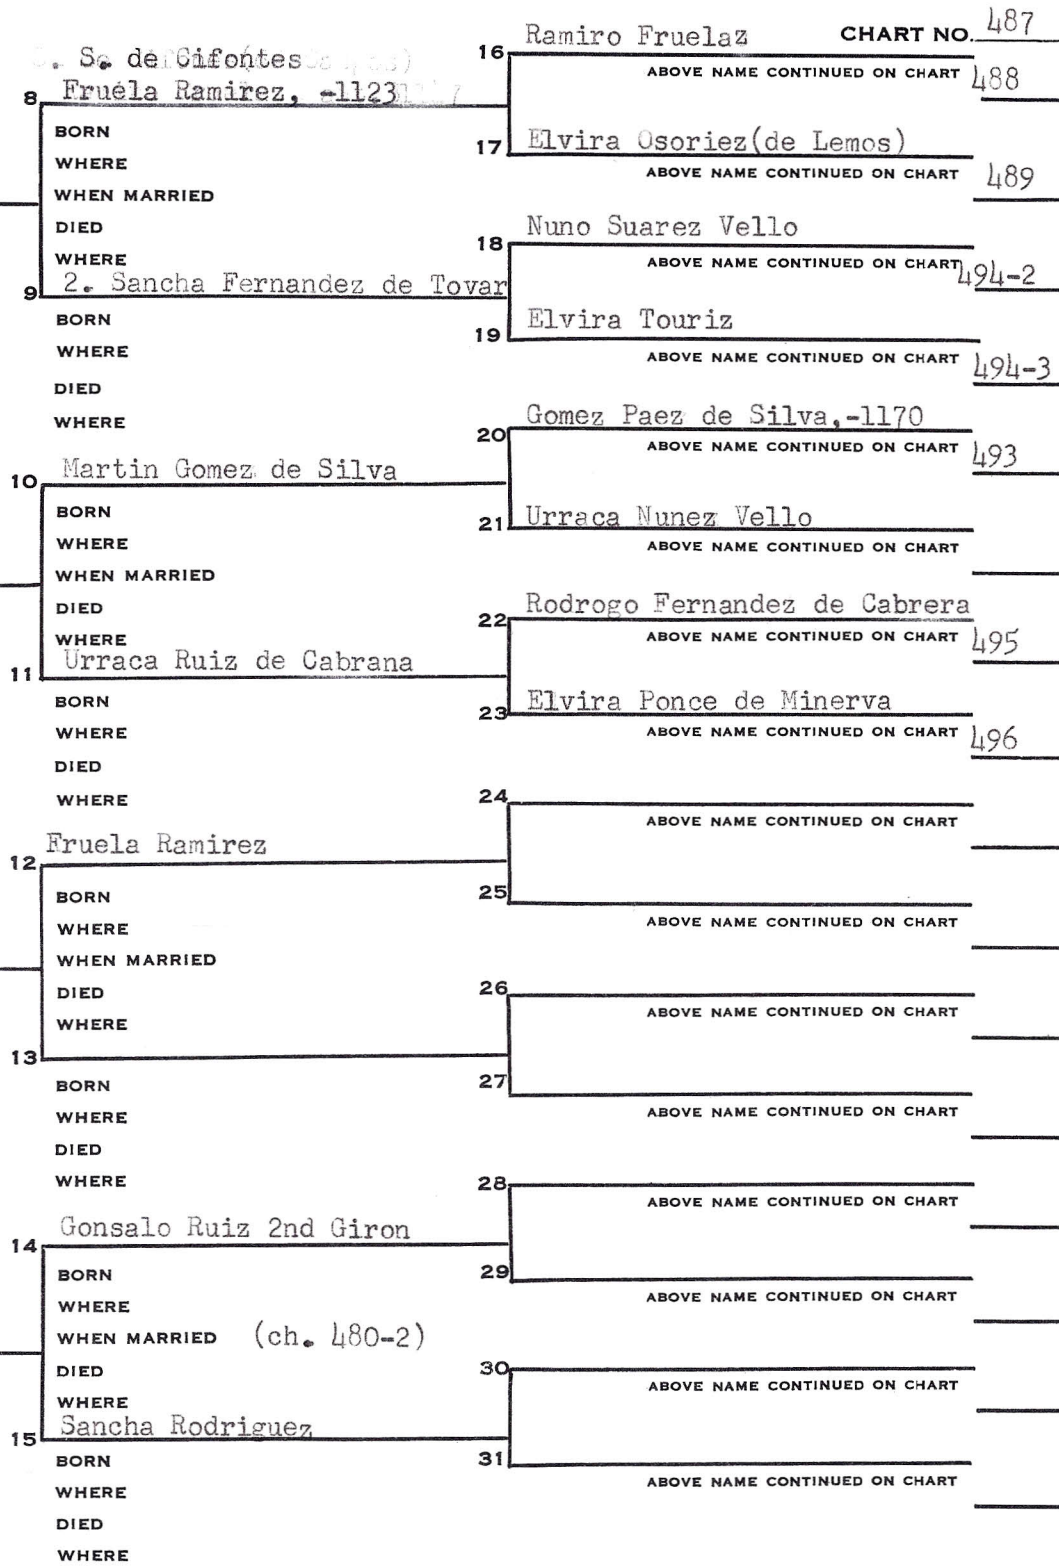 CHART NO. 487
. S. de Cifontes
8 Fruela Ramirez, -1123
BORN
WHERE
WHEN MARRIED
DIED
WHERE
9 2. Sancha Fernandez de Tovar
BORN
WHERE
DIED
WHERE
10 Martin Gomez de Silva
BORN
WHERE
WHEN MARRIED
DIED
WHERE
11 Urraca Ruiz de Cabrana
BORN
WHERE
DIED
WHERE
12 Fruela Ramirez
BORN
WHERE
WHEN MARRIED
DIED
WHERE
13
BORN
WHERE
DIED
WHERE
14 Gonsalo Ruiz 2nd Giron
BORN
WHERE
WHEN MARRIED (ch. 480-2)
DIED
WHERE
15 Sancha Rodriguez
BORN
WHERE
DIED
WHERE
16 Ramiro Fruelaz
ABOVE NAME CONTINUED ON CHART 488
17 Elvira Osoriez(de Lemos)
ABOVE NAME CONTINUED ON CHART 489
18 Nuno Suarez Vello
ABOVE NAME CONTINUED ON CHART 494-2
19 Elvira Touriz
ABOVE NAME CONTINUED ON CHART 494-3
20 Gomez Paez de Silva,-1170
ABOVE NAME CONTINUED ON CHART 493
21 Urraca Nunez Vello
ABOVE NAME CONTINUED ON CHART
22 Rodrogo Fernandez de Cabrera
ABOVE NAME CONTINUED ON CHART 495
23 Elvira Ponce de Minerva
ABOVE NAME CONTINUED ON CHART 496
24
ABOVE NAME CONTINUED ON CHART
25
ABOVE NAME CONTINUED ON CHART
26
ABOVE NAME CONTINUED ON CHART
27
ABOVE NAME CONTINUED ON CHART
28
ABOVE NAME CONTINUED ON CHART
29
ABOVE NAME CONTINUED ON CHART
30
ABOVE NAME CONTINUED ON CHART
31
ABOVE NAME CONTINUED ON CHART